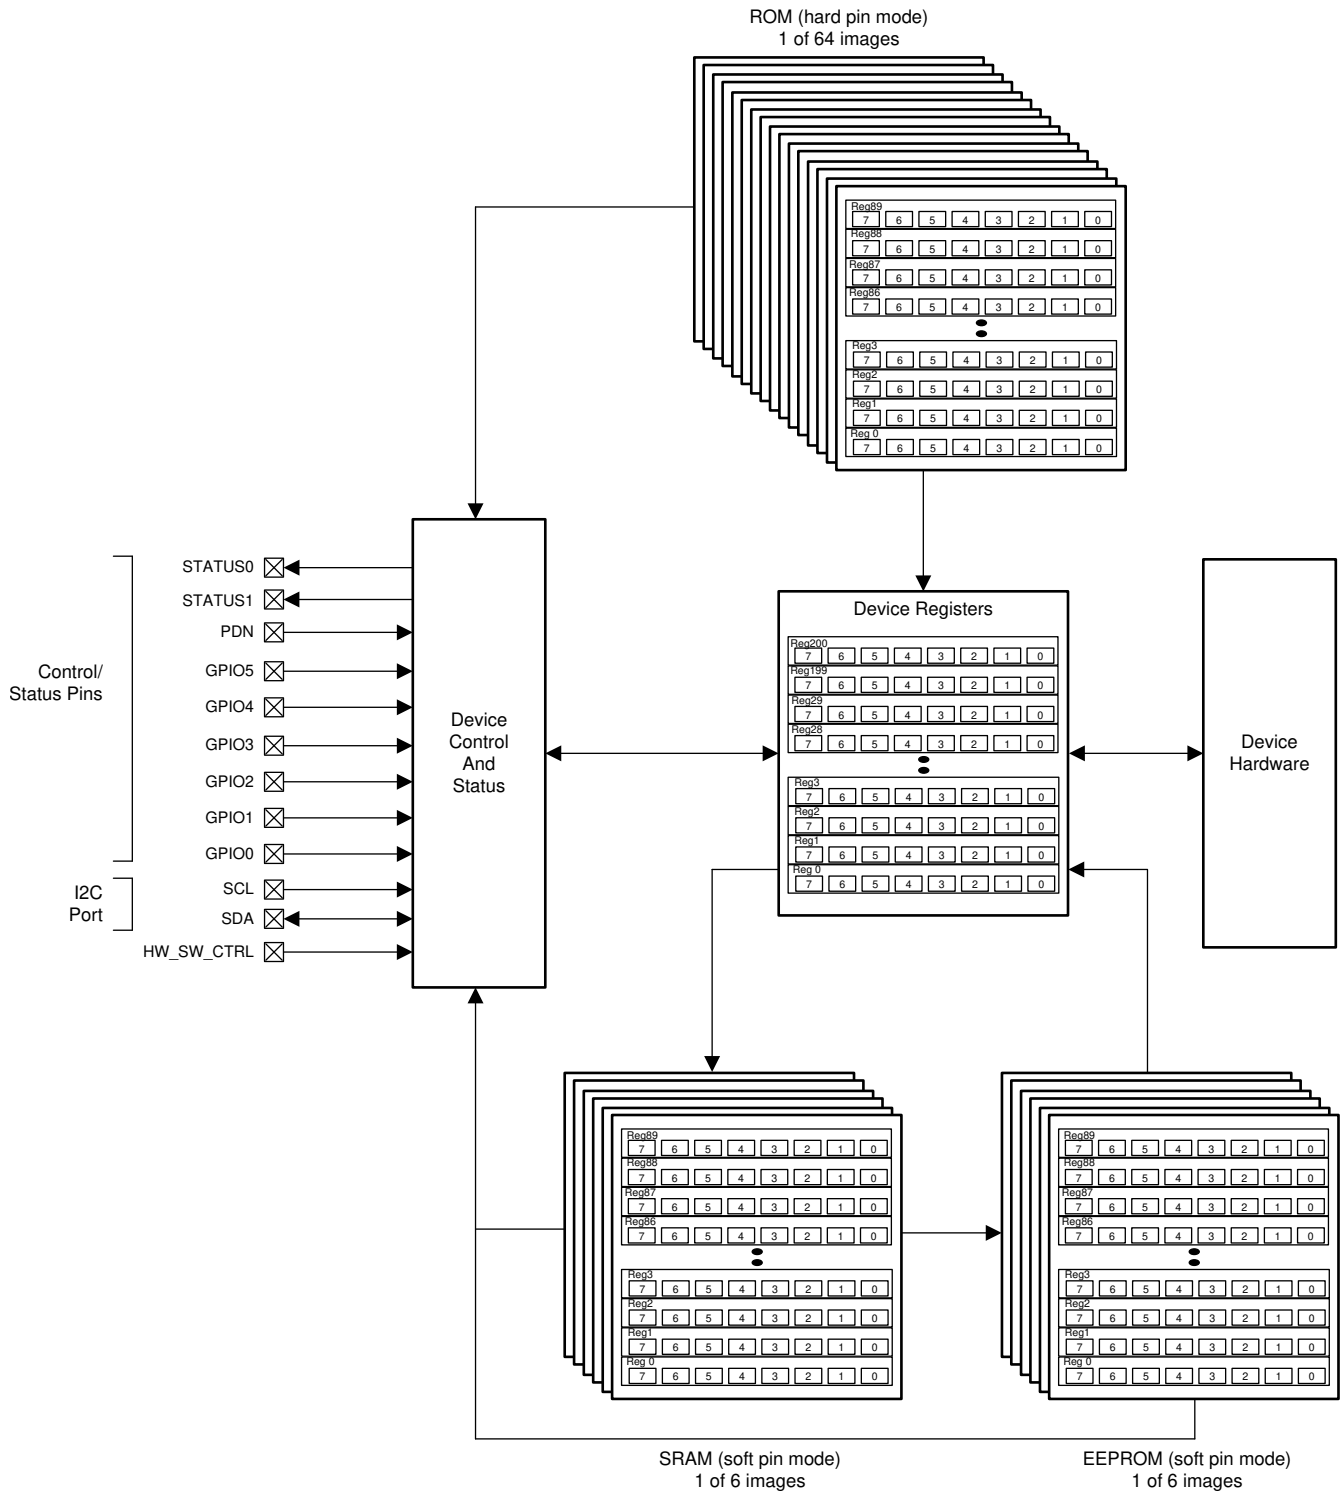 ROM (hard pin mode)
1 of 64 images
Reg89
7 6 5 4 3 2 1 0
Reg88
7 6 5 4 3 2 1 0
Reg87
7 6 5 4 3 2 1 0
Reg86
7 6 5 4 3 2 1 0
Reg3
7 6 5 4 3 2 1 0
Reg2
7 6 5 4 3 2 1 0
Reg1
7 6 5 4 3 2 1 0
Reg 0
7 6 5 4 3 2 1 0
Control/
Status Pins
STATUS0
STATUS1
PDN
GPIO5
GPIO4
GPIO3
GPIO2
GPIO1
GPIO0
I2C
Port
SCL
SDA
HW_SW_CTRL
Device
Control
And
Status
Device Registers
Reg200
7 6 5 4 3 2 1 0
Reg199
7 6 5 4 3 2 1 0
Reg29
7 6 5 4 3 2 1 0
Reg28
7 6 5 4 3 2 1 0
Reg3
7 6 5 4 3 2 1 0
Reg2
7 6 5 4 3 2 1 0
Reg1
7 6 5 4 3 2 1 0
Reg 0
7 6 5 4 3 2 1 0
Device
Hardware
Reg89
7 6 5 4 3 2 1 0
Reg88
7 6 5 4 3 2 1 0
Reg87
7 6 5 4 3 2 1 0
Reg86
7 6 5 4 3 2 1 0
Reg3
7 6 5 4 3 2 1 0
Reg2
7 6 5 4 3 2 1 0
Reg1
7 6 5 4 3 2 1 0
Reg 0
7 6 5 4 3 2 1 0
SRAM (soft pin mode)
1 of 6 images
Reg89
7 6 5 4 3 2 1 0
Reg88
7 6 5 4 3 2 1 0
Reg87
7 6 5 4 3 2 1 0
Reg86
7 6 5 4 3 2 1 0
Reg3
7 6 5 4 3 2 1 0
Reg2
7 6 5 4 3 2 1 0
Reg1
7 6 5 4 3 2 1 0
Reg 0
7 6 5 4 3 2 1 0
EEPROM (soft pin mode)
1 of 6 images